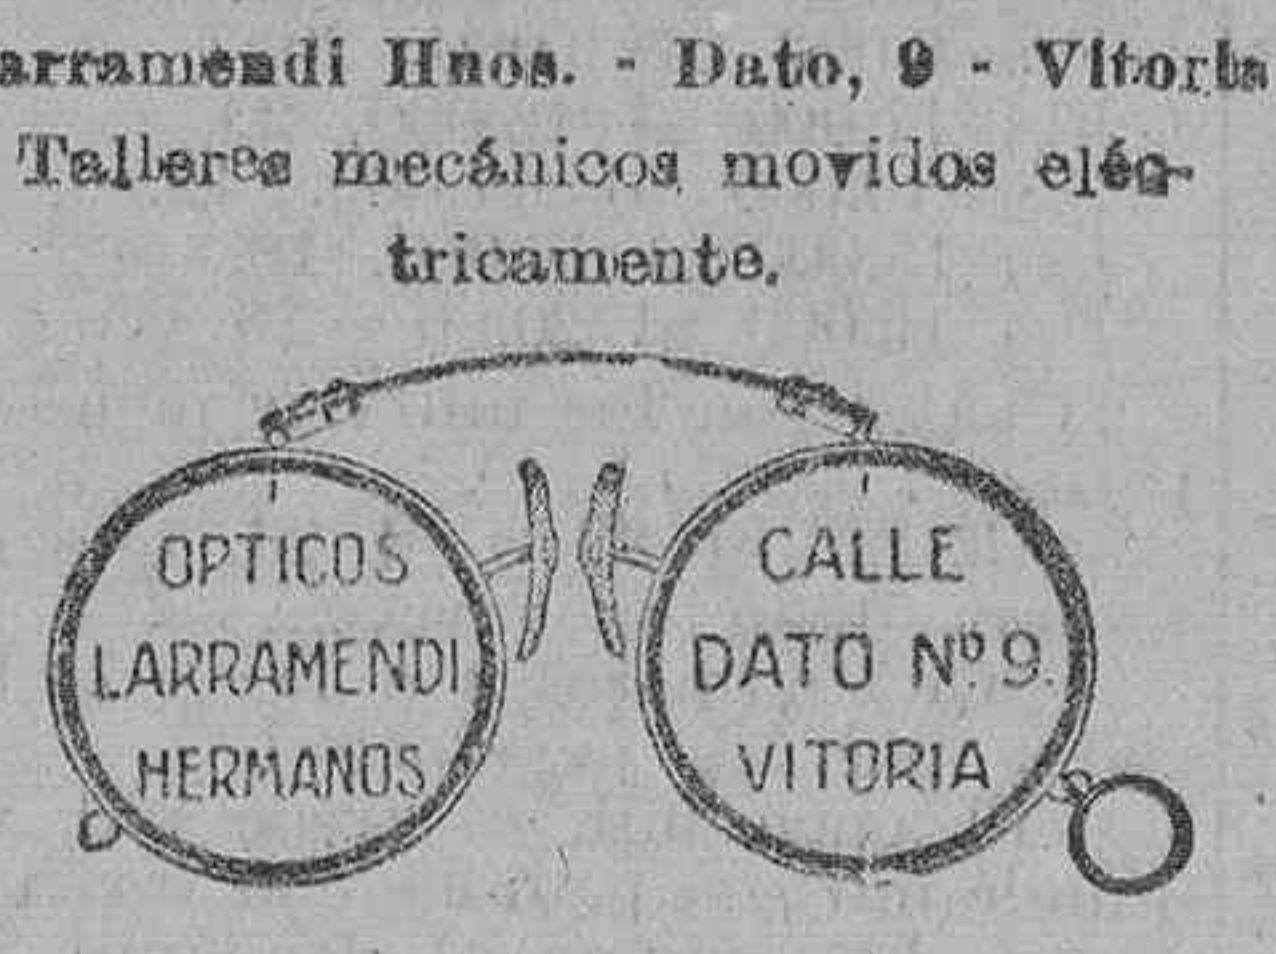 arramendi Hnos. - Dato, 9 - Vitoria
Talleres mecánicos movidos eléc-
tricamente.
OPTICOS
LARRAMENDI
HERMANOS
CALLE
DATO Nº 9.
VITORIA